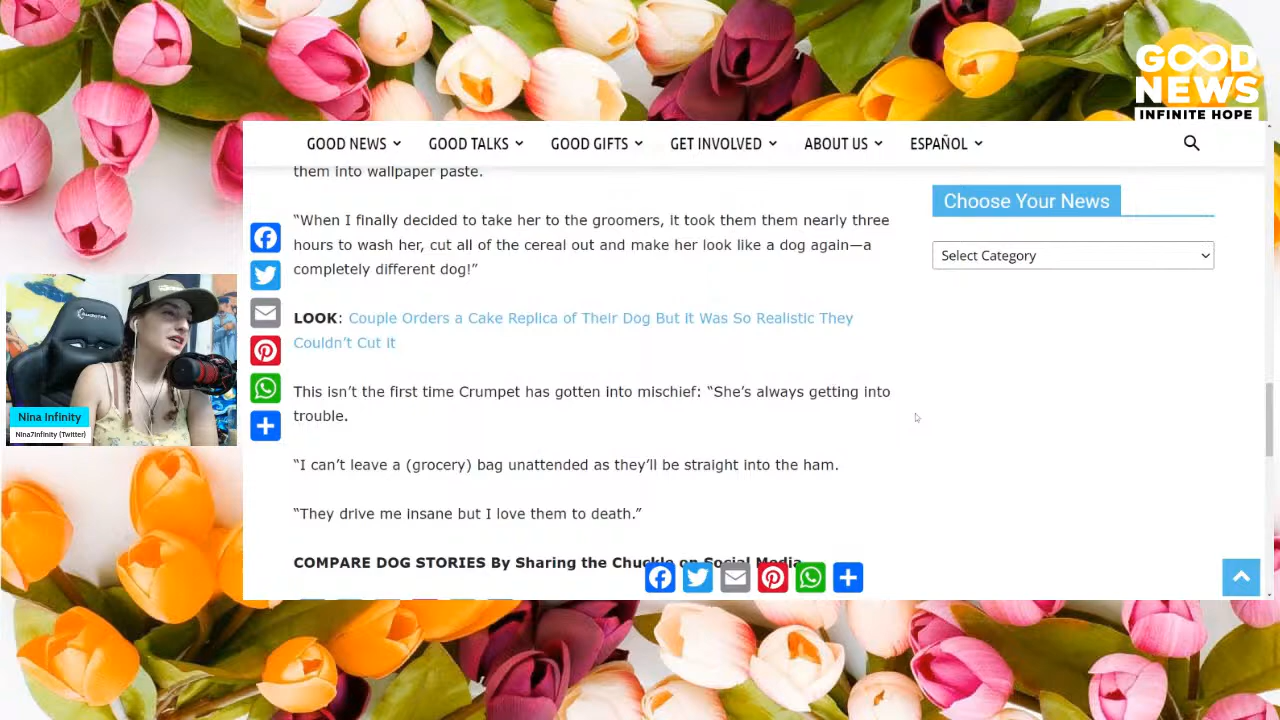 GOOD
NEWS
INFINITE HOPE
GOOD NEWS
GOOD TALKS
GOOD GIFTS
GET INVOLVED
ABOUT US
ESPAÑOL
them into wallpaper paste.
“When I finally decided to take her to the groomers, it took them them nearly three
hours to wash her, cut all of the cereal out and make her look like a dog again—a
completely different dog!”
LOOK: Couple Orders a Cake Replica of Their Dog But it Was So Realistic They
Couldn’t Cut it
This isn’t the first time Crumpet has gotten into mischief: “She’s always getting into
trouble.
“I can’t leave a (grocery) bag unattended as they’ll be straight into the ham.
“They drive me insane but I love them to death.”
COMPARE DOG STORIES By Sharing the Chuckle on Social Media
Choose Your News
Select Category
Nina Infinity
Nina7Infinity (Twitter)